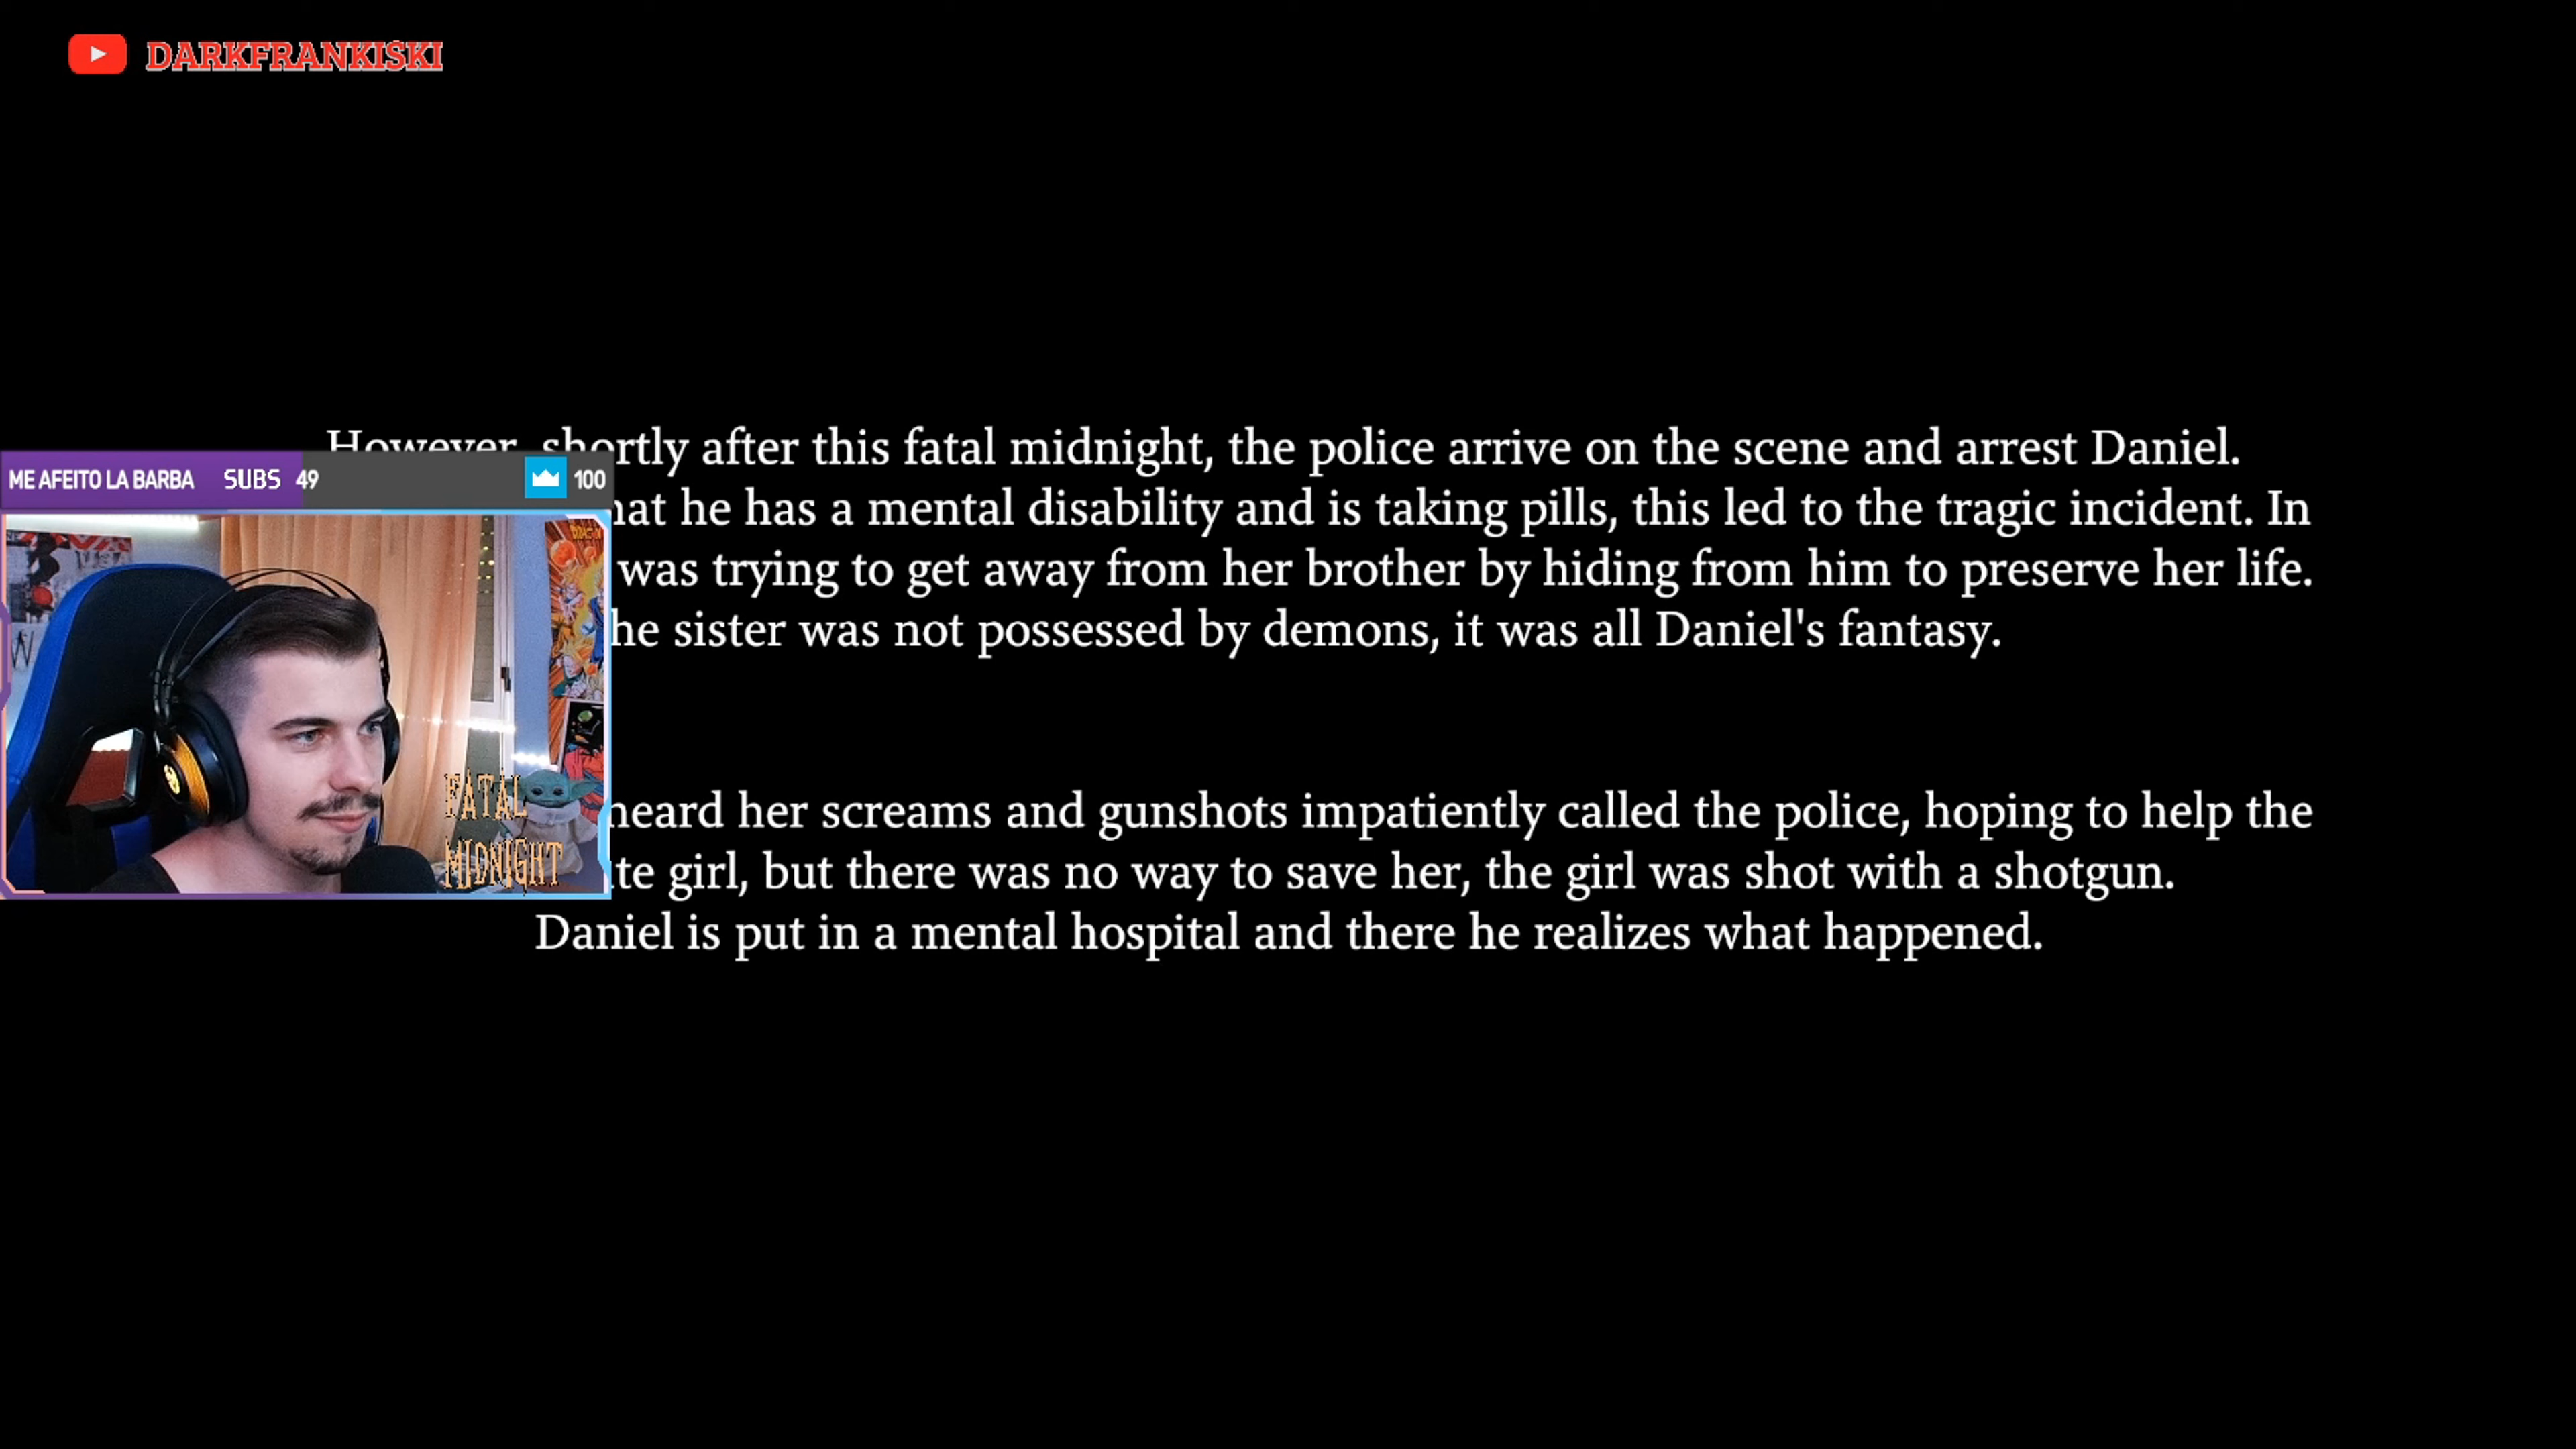 DARKFRANKISKI
However, shortly after this fatal midnight, the police arrive on the scene and arrest Daniel.
he has a mental disability and is taking pills, this led to the tragic incident. In
was trying to get away from her brother by hiding from him to preserve her life.
sister was not possessed by demons, it was all Daniel's fantasy.
heard her screams and gunshots impatiently called the police, hoping to help the
girl, but there was no way to save her, the girl was shot with a shotgun.
Daniel is put in a mental hospital and there he realizes what happened.
ME AFEITO LA BARBA SUBS 49 100
FATAL
MIDNIGHT